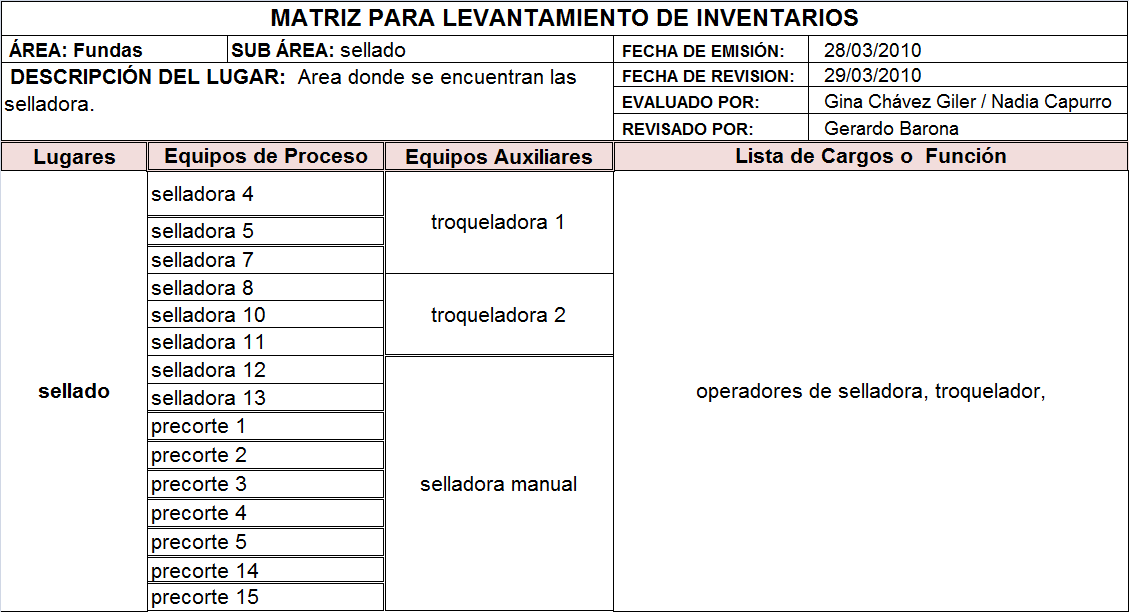 MATRIZ PARA LEVANTAMIENTO DE INVENTARIOS
ÁREA: Fundas
SUB ÁREA: sellado
FECHA DE EMISIÓN: 28/03/2010
DESCRIPCIÓN DEL LUGAR: Area donde se encuentran las
selladora.
FECHA DE REVISION: 29/03/2010
EVALUADO POR: Gina Chávez Giler / Nadia Capurro
REVISADO POR: Gerardo Barona
Lugares
Equipos de Proceso
Equipos Auxiliares
Lista de Cargos o Función
sellado
selladora 4
selladora 5
selladora 7
selladora 8
selladora 10
selladora 11
selladora 12
selladora 13
precorte 1
precorte 2
precorte 3
precorte 4
precorte 5
precorte 14
precorte 15
troqueladora 1
troqueladora 2
selladora manual
operadores de selladora, troquelador,